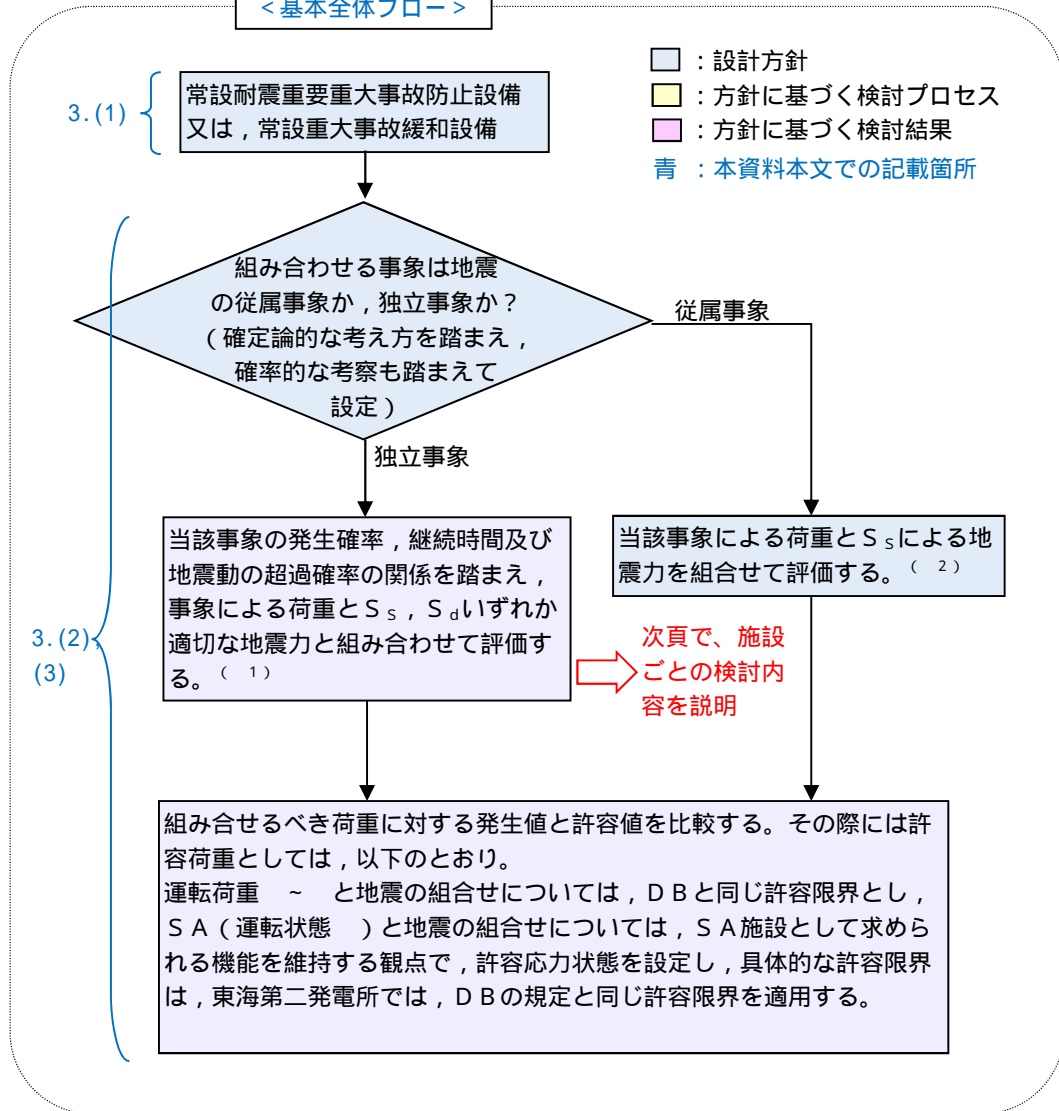 <基本全体フロー>
：設計方針
：方針に基づく検討プロセス
：方針に基づく検討結果
青 ：本資料本文での記載箇所
3.(1)
常設耐震重要重大事故防止設備
又は，常設重大事故緩和設備
組み合わせる事象は地震
の従属事象か，独立事象か？
（確定論的な考え方を踏まえ，
確率的な考察も踏まえて
設定）
従属事象
独立事象
3.(2),
(3)
当該事象の発生確率，継続時間及び
地震動の超過確率の関係を踏まえ，
事象による荷重とＳs，Ｓdいずれか
適切な地震力と組み合わせて評価す
る。（ 1）
当該事象による荷重とＳsによる地
震力を組合せて評価する。（ 2）
次頁で、施設
ごとの検討内
容を説明
組み合せるべき荷重に対する発生値と許容値を比較する。その際には許
容荷重としては，以下のとおり。
運転荷重　～　と地震の組合せについては，ＤＢと同じ許容限界とし，
ＳＡ（運転状態　）と地震の組合せについては，ＳＡ施設として求めら
れる機能を維持する観点で，許容応力状態を設定し，具体的な許容限界
は，東海第二発電所では，ＤＢの規定と同じ許容限界を適用する。